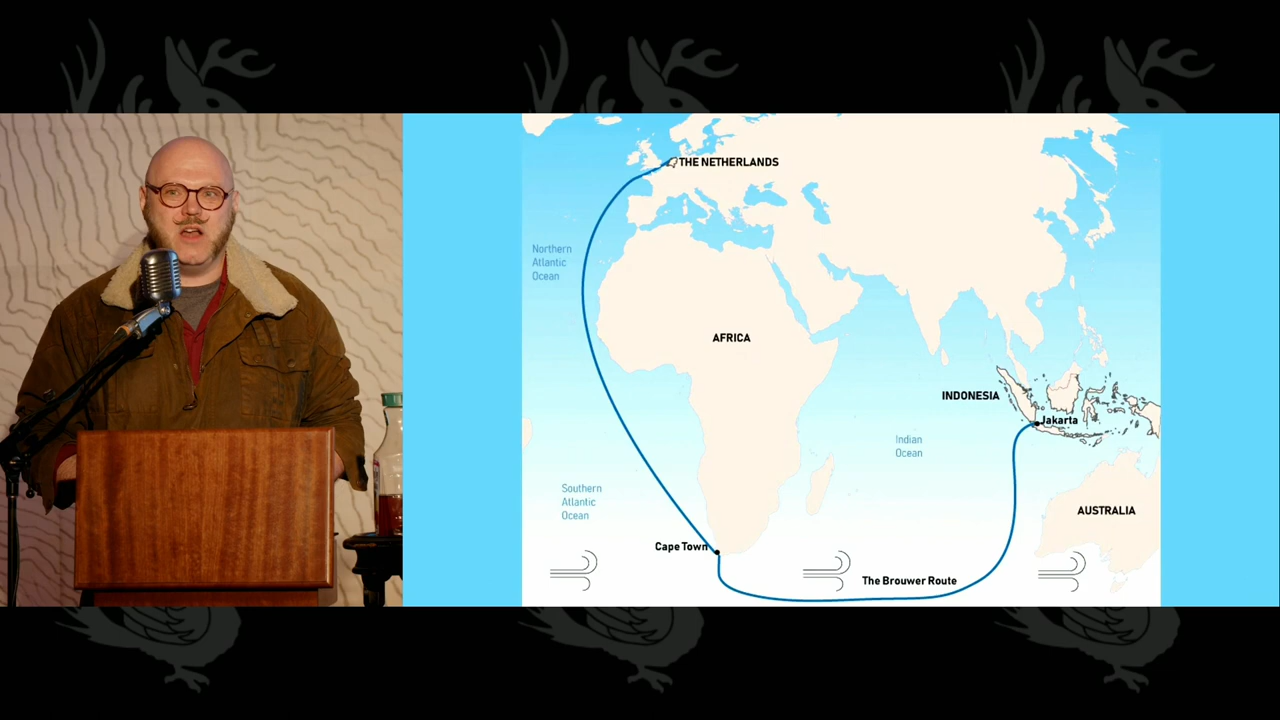 THE NETHERLANDS
Northern
Atlantic
Ocean
AFRICA
INDONESIA
Jakarta
Indian
Ocean
Southern
Atlantic
Ocean
AUSTRALIA
Cape Town
The Brouwer Route